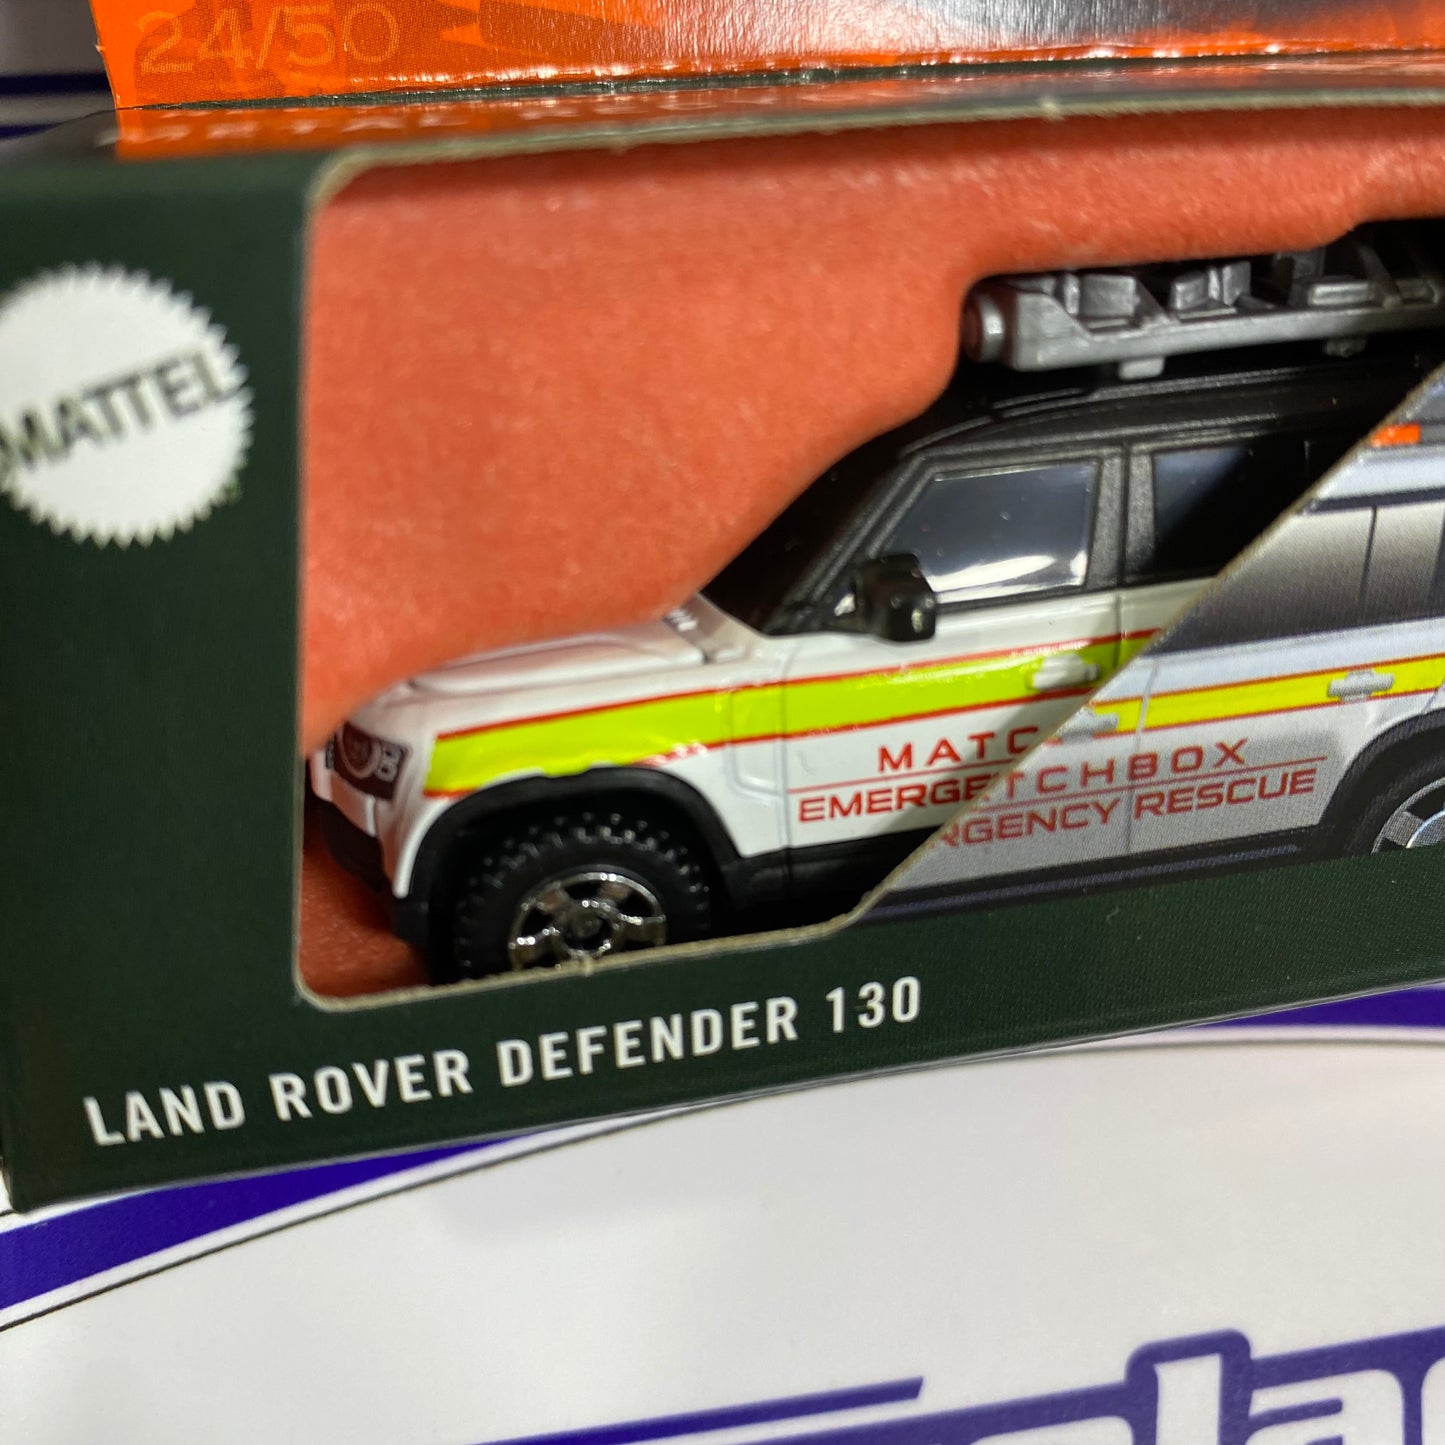 24/50
MATTEL
MATC
EMERGE
TCHBOX
RGENCY RESCUE
LAND ROVER DEFENDER 130